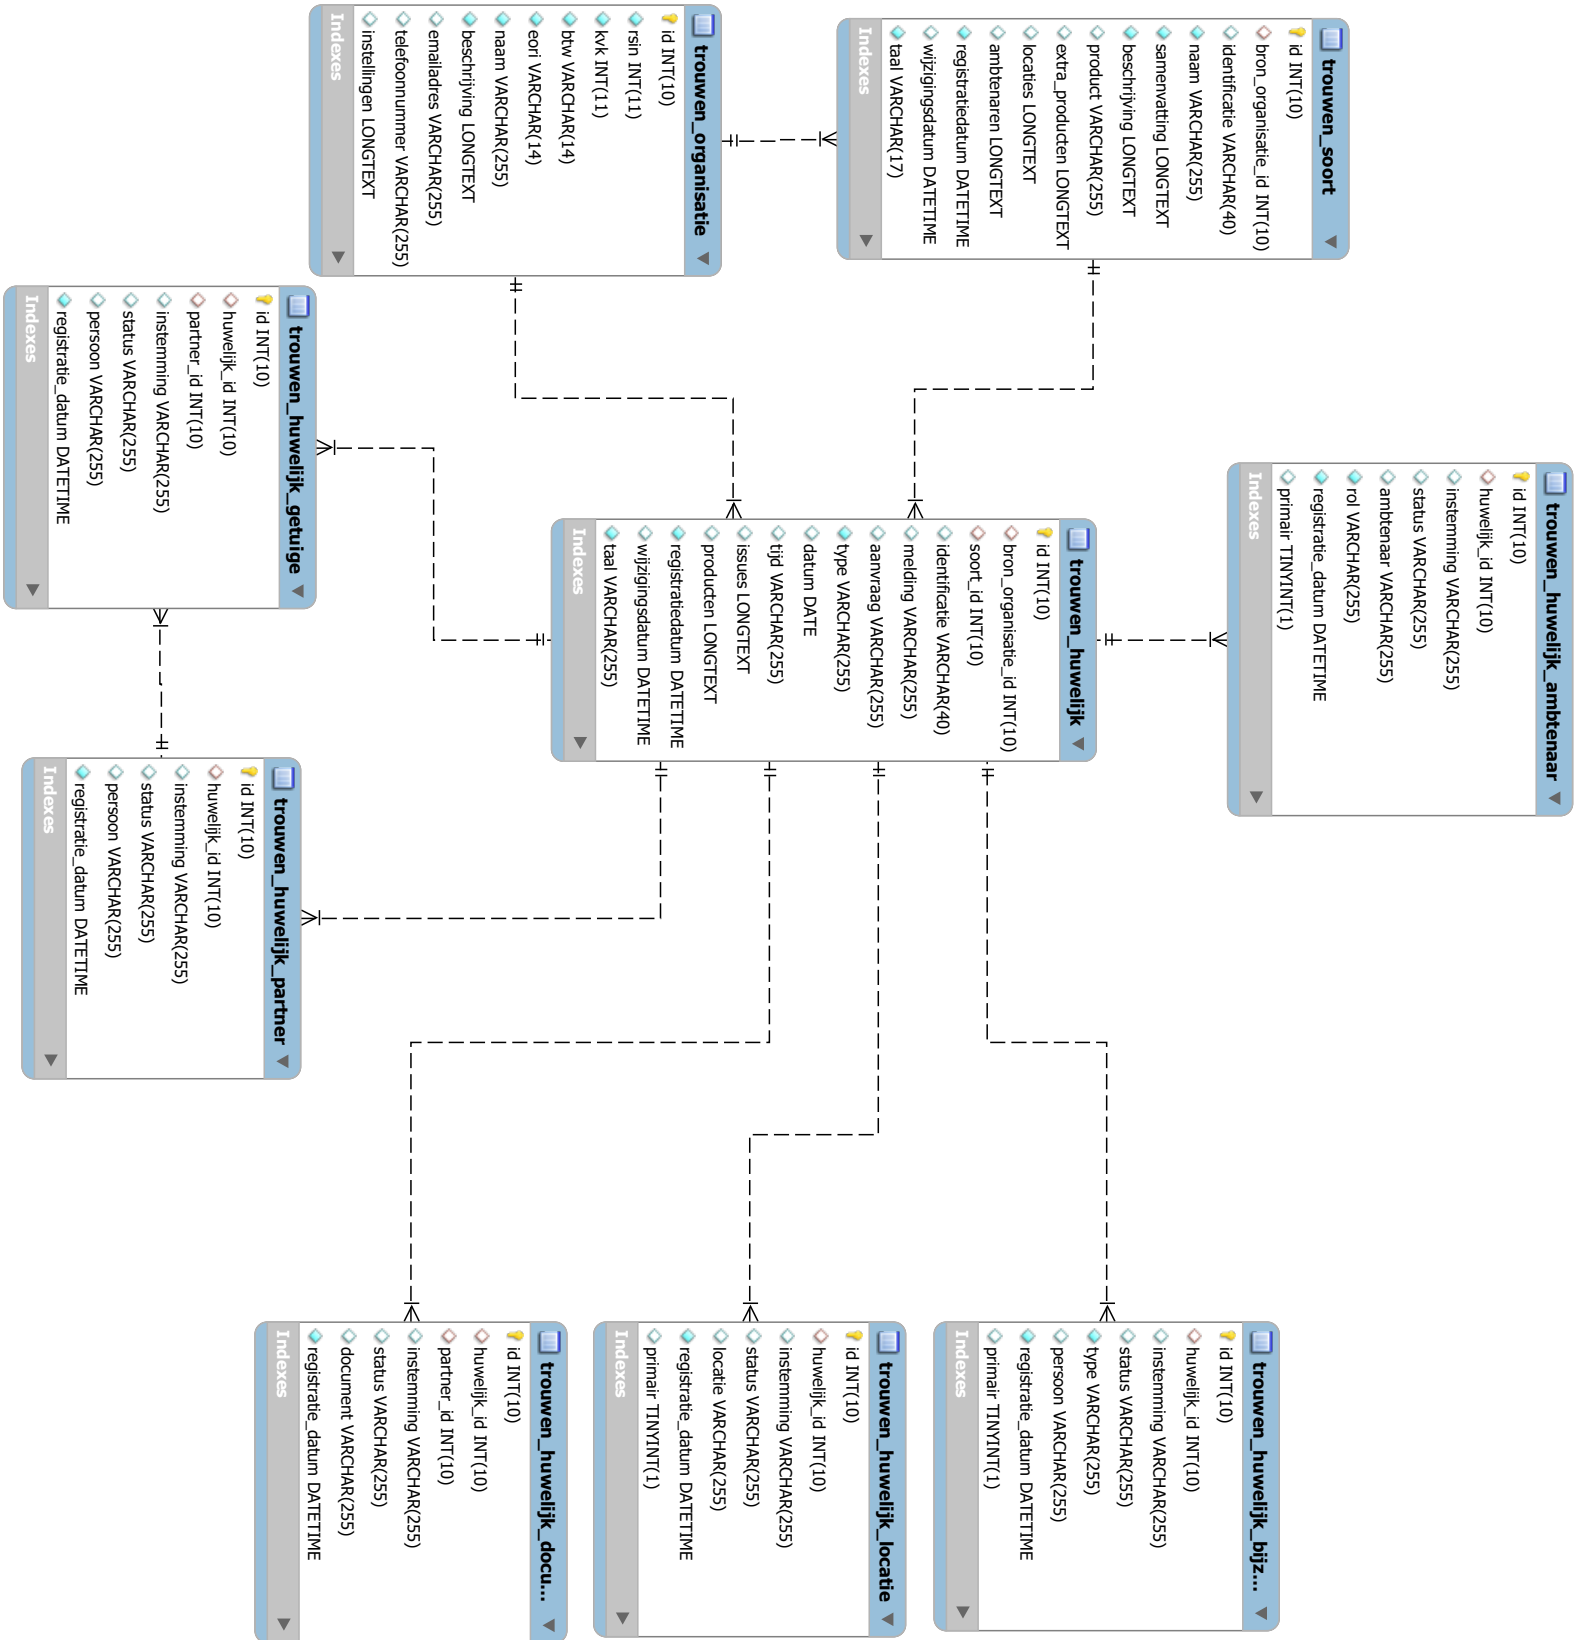 trouwen_organisatie
id INT(10)
rsin INT(11)
kvk INT(11)
btw VARCHAR(14)
eori VARCHAR(14)
naam VARCHAR(255)
beschrijving LONGTEXT
emailadres VARCHAR(255)
telefoonnummer VARCHAR(255)
instellingen LONGTEXT
Indexes
trouwen_soort
id INT(10)
bron_organisatie_id INT(10)
identificatie VARCHAR(40)
naam VARCHAR(255)
samenvatting LONGTEXT
beschrijving LONGTEXT
product VARCHAR(255)
extra_producten LONGTEXT
locaties LONGTEXT
ambtenaren LONGTEXT
registratiedatum DATETIME
wijzigingsdatum DATETIME
taal VARCHAR(17)
Indexes
trouwen_huwelijk_getuige
id INT(10)
huwelijk_id INT(10)
partner_id INT(10)
instemming VARCHAR(255)
status VARCHAR(255)
persoon VARCHAR(255)
registratie_datum DATETIME
Indexes
trouwen_huwelijk
id INT(10)
bron_organisatie_id INT(10)
soort_id INT(10)
identificatie VARCHAR(40)
melding VARCHAR(255)
aanvraag VARCHAR(255)
type VARCHAR(255)
datum DATE
tijd VARCHAR(255)
issues LONGTEXT
producten LONGTEXT
registratiedatum DATETIME
wijzigingsdatum DATETIME
taal VARCHAR(255)
Indexes
trouwen_huwelijk_ambtenaar
id INT(10)
huwelijk_id INT(10)
instemming VARCHAR(255)
status VARCHAR(255)
ambtenaar VARCHAR(255)
rol VARCHAR(255)
registratie_datum DATETIME
primair TINYINT(1)
Indexes
trouwen_huwelijk_partner
id INT(10)
huwelijk_id INT(10)
instemming VARCHAR(255)
status VARCHAR(255)
persoon VARCHAR(255)
registratie_datum DATETIME
Indexes
trouwen_huwelijk_docu...
id INT(10)
huwelijk_id INT(10)
partner_id INT(10)
instemming VARCHAR(255)
status VARCHAR(255)
document VARCHAR(255)
registratie_datum DATETIME
Indexes
trouwen_huwelijk_locatie
id INT(10)
huwelijk_id INT(10)
instemming VARCHAR(255)
status VARCHAR(255)
locatie VARCHAR(255)
registratie_datum DATETIME
primair TINYINT(1)
Indexes
trouwen_huwelijk_bijz...
id INT(10)
huwelijk_id INT(10)
instemming VARCHAR(255)
status VARCHAR(255)
type VARCHAR(255)
persoon VARCHAR(255)
registratie_datum DATETIME
primair TINYINT(1)
Indexes